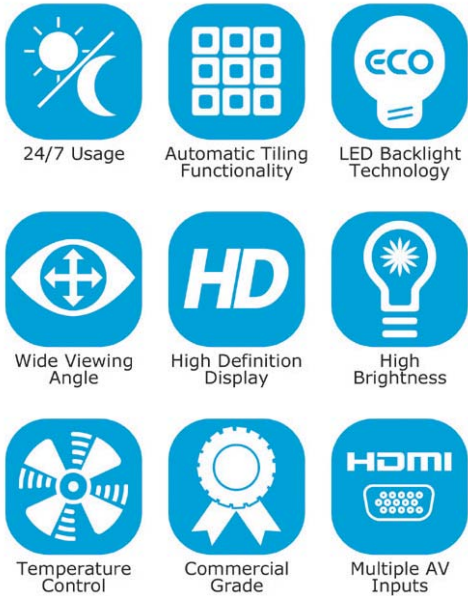 24/7 Usage
Automatic Tiling
Functionality
ECO
LED Backlight
Technology
Wide Viewing
Angle
HD
High Definition
Display
High
Brightness
Temperature
Control
Commercial
Grade
HDMI
Multiple AV
Inputs